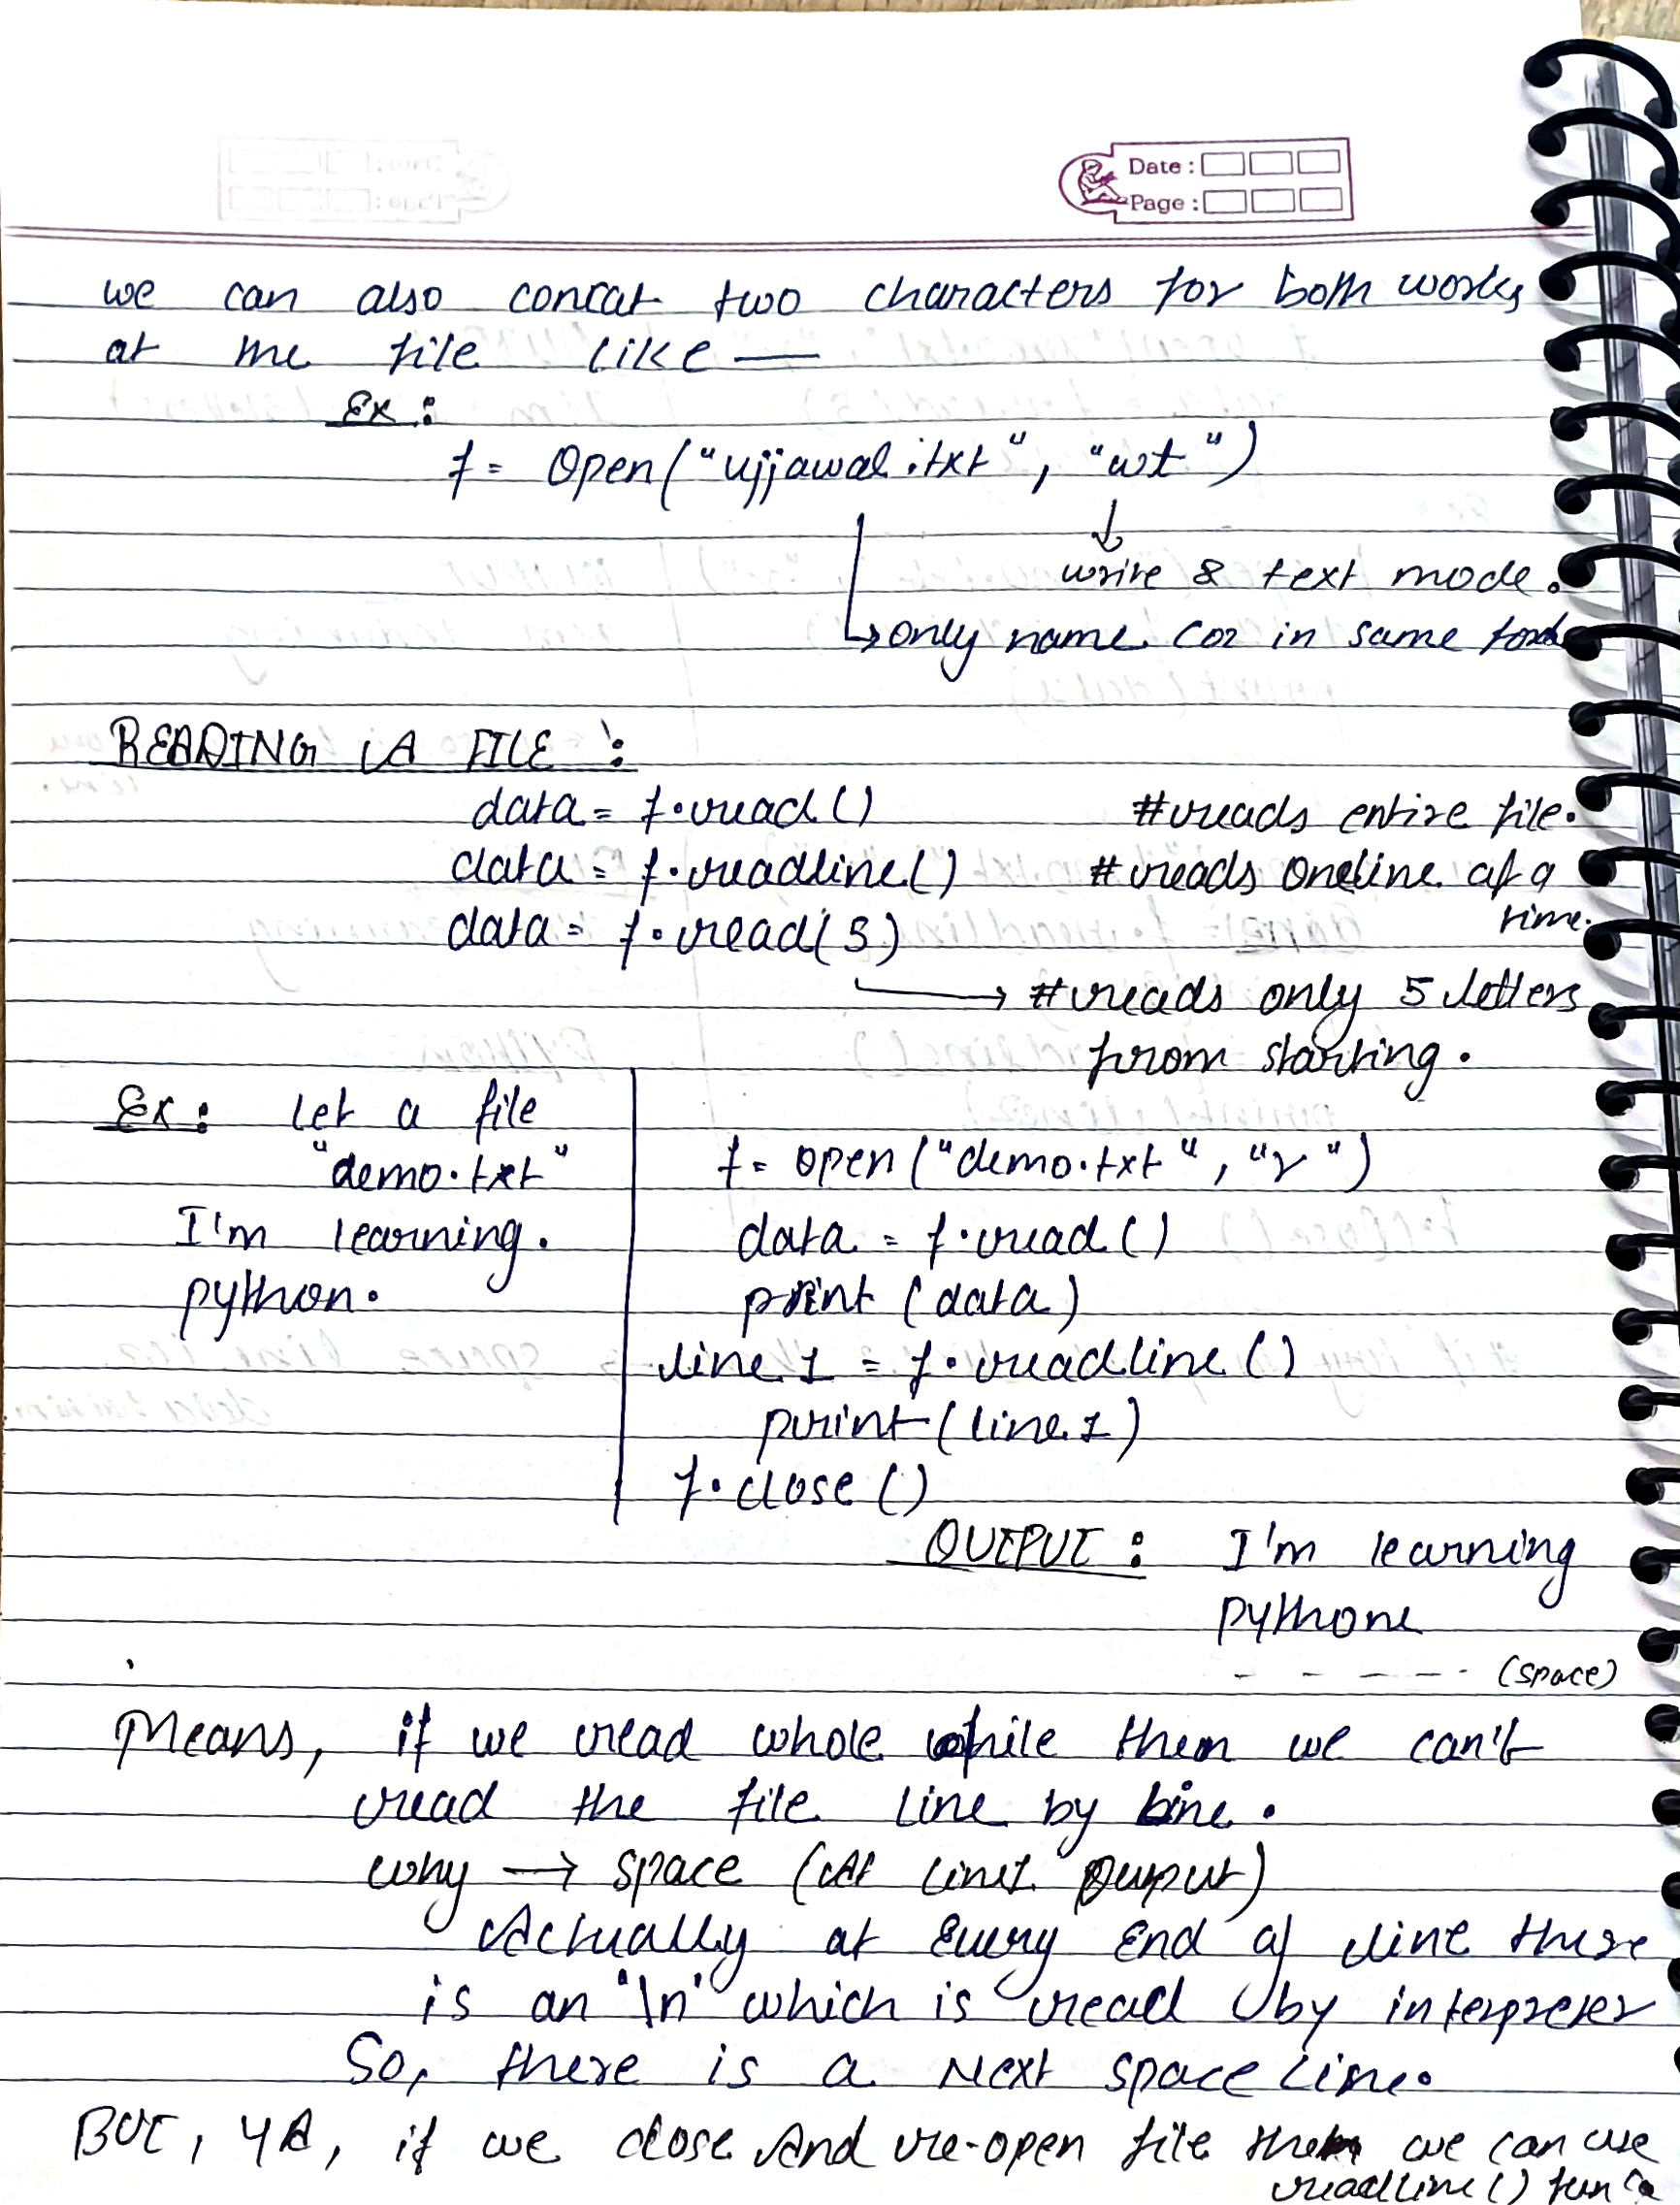 Date :
Page :
we can also concat two characters for both works
at the file like —
Ex :
f = Open("ujjawal.txt", "wt")
↓
write & text mode.
↳ only name coz in same
READING A FILE :
data = f.read() #reads entire file.
data = f.readline() # reads one line at a
time.
data = f.read(5)
→ #reads only 5 letters
from starting.
Ex : let a file
"demo.txt"
I'm learning.
python.
f = open("demo.txt", "r")
data = f.read()
print(data)
line1 = f.readline()
print(line1)
f.close()
OUTPUT : I'm learning
pythone
- - - - - - (space)
Means, if we read whole file then we can't
read the file line by line.
why → space (At line1 output)
Actually at Every End of line there
is an '\n' which is read by interpreter
So, there is a Next space line.
BUT, YA, if we close And re-open file then we can use
readline()